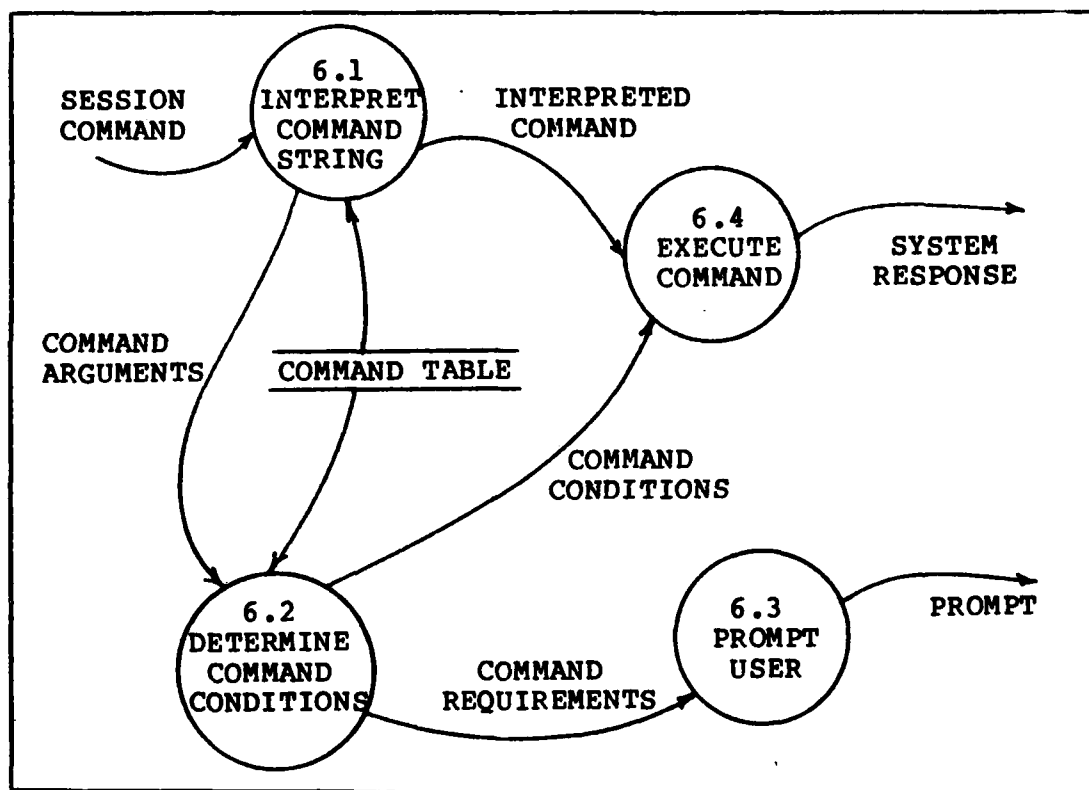 6.1
INTERPRET
COMMAND
STRING
SESSION
COMMAND
INTERPRETED
COMMAND
6.4
EXECUTE
COMMAND
SYSTEM
RESPONSE
COMMAND
ARGUMENTS
COMMAND TABLE
COMMAND
CONDITIONS
6.2
DETERMINE
COMMAND
CONDITIONS
COMMAND
REQUIREMENTS
6.3
PROMPT
USER
PROMPT